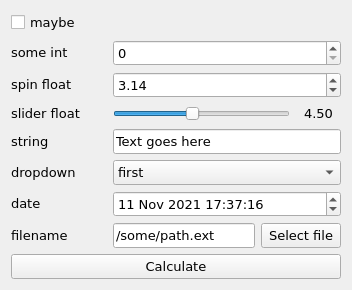 maybe
some int 0
spin float 3.14
slider float 4.50
string Text goes here
dropdown first
date 11 Nov 2021 17:37:16
filename /some/path.ext Select file
Calculate